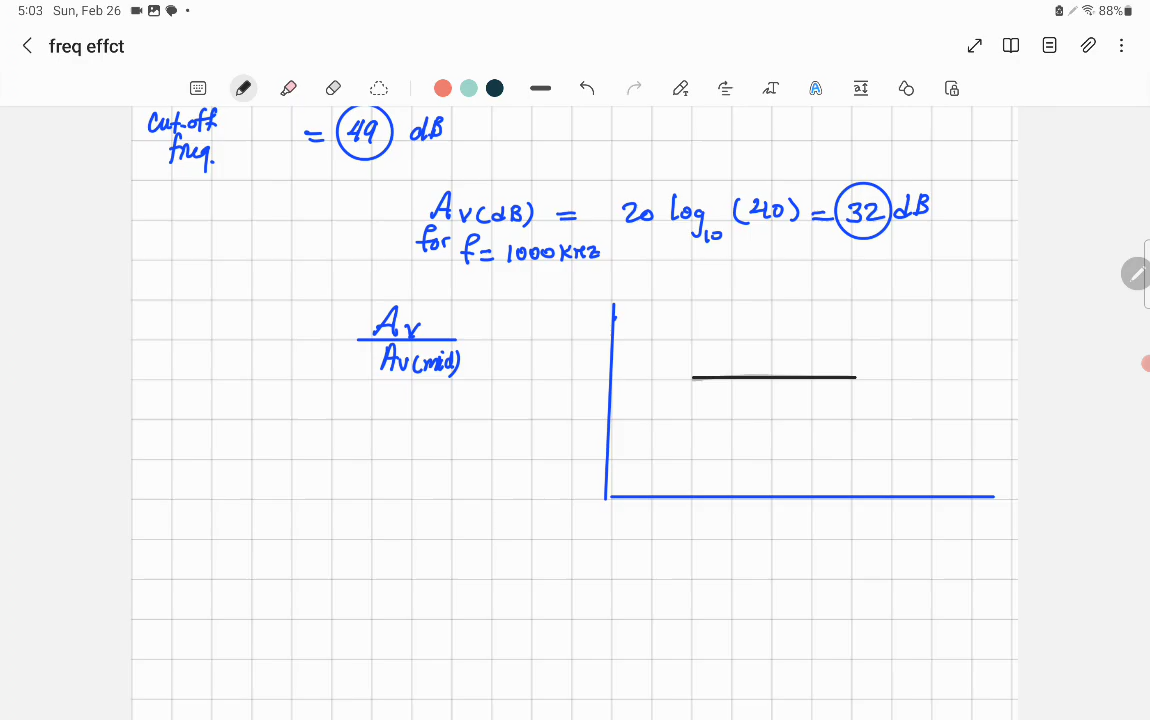 5:03 Sun, Feb 26
88%
freq effct
cut.off
freq.
= 49 dB
Av(dB) = 20 log10 (40) = 32 dB
for f = 1000 kHz
Av
Av(mid)